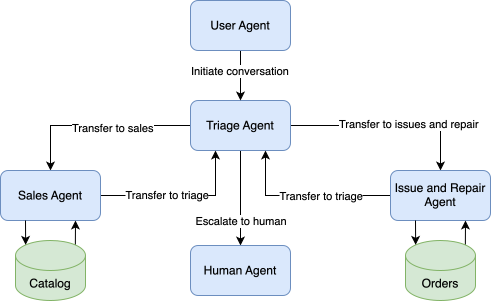 User Agent
Initiate conversation
Triage Agent
Transfer to sales
Transfer to issues and repair
Sales Agent
Transfer to triage
Transfer to triage
Issue and Repair
Agent
Escalate to human
Human Agent
Catalog
Orders